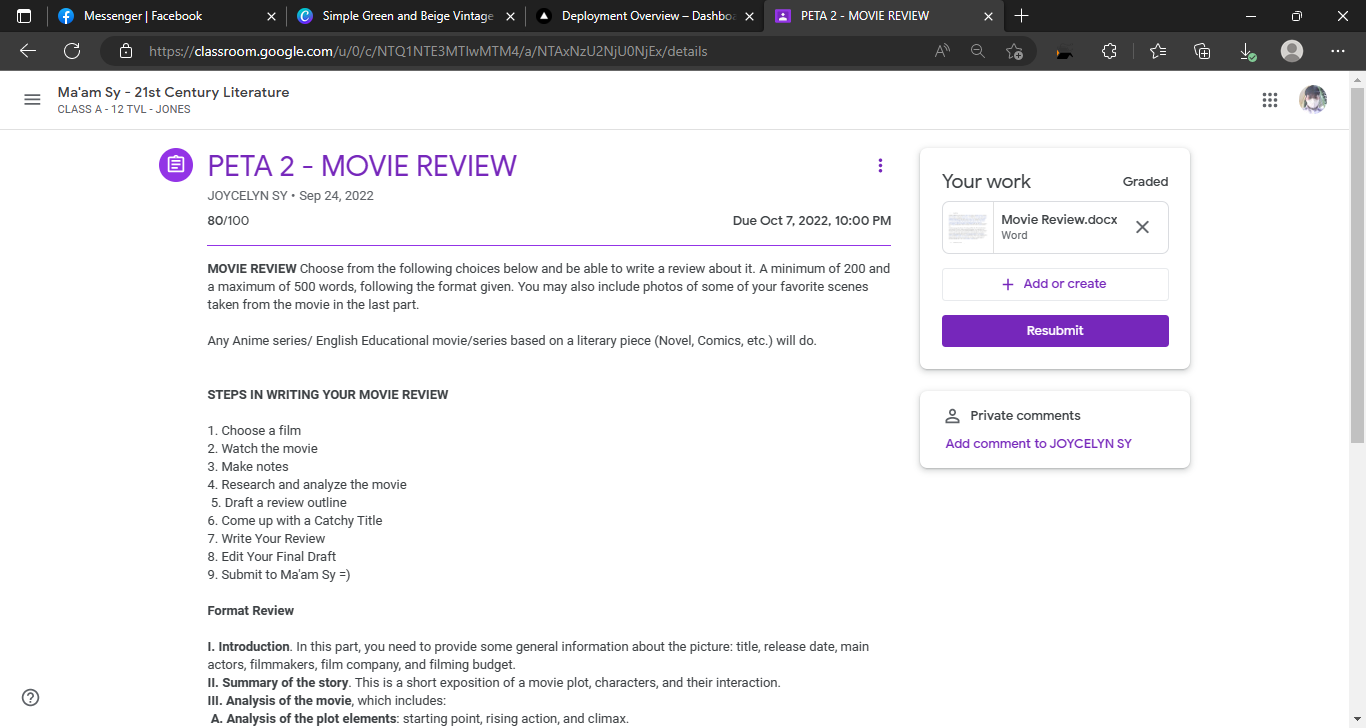 Messenger | Facebook
Simple Green and Beige Vintage
Deployment Overview – Dashbo
PETA 2 - MOVIE REVIEW
https://classroom.google.com/u/0/c/NTQ1NTE3MTIwMTM4/a/NTAxNzU2NjU0NjEx/details
Ma'am Sy - 21st Century Literature
CLASS A - 12 TVL - JONES
PETA 2 - MOVIE REVIEW
JOYCELYN SY • Sep 24, 2022
80/100
Due Oct 7, 2022, 10:00 PM
MOVIE REVIEW Choose from the following choices below and be able to write a review about it. A minimum of 200 and
a maximum of 500 words, following the format given. You may also include photos of some of your favorite scenes
taken from the movie in the last part.
Any Anime series/ English Educational movie/series based on a literary piece (Novel, Comics, etc.) will do.
STEPS IN WRITING YOUR MOVIE REVIEW
1. Choose a film
2. Watch the movie
3. Make notes
4. Research and analyze the movie
5. Draft a review outline
6. Come up with a Catchy Title
7. Write Your Review
8. Edit Your Final Draft
9. Submit to Ma'am Sy =)
Format Review
I. Introduction. In this part, you need to provide some general information about the picture: title, release date, main
actors, filmmakers, film company, and filming budget.
II. Summary of the story. This is a short exposition of a movie plot, characters, and their interaction.
III. Analysis of the movie, which includes:
A. Analysis of the plot elements: starting point, rising action, and climax.
Your work
Graded
Movie Review.docx
Word
Add or create
Resubmit
Private comments
Add comment to JOYCELYN SY